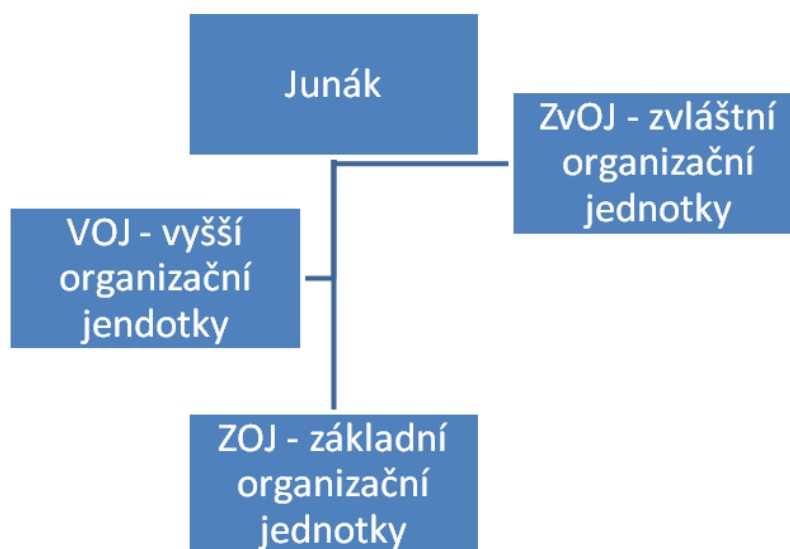 Junák
ZvOJ - zvláštní
organizační
jednotky
VOJ - vyšší
organizační
jendotky
ZOJ - základní
organizační
jednotky